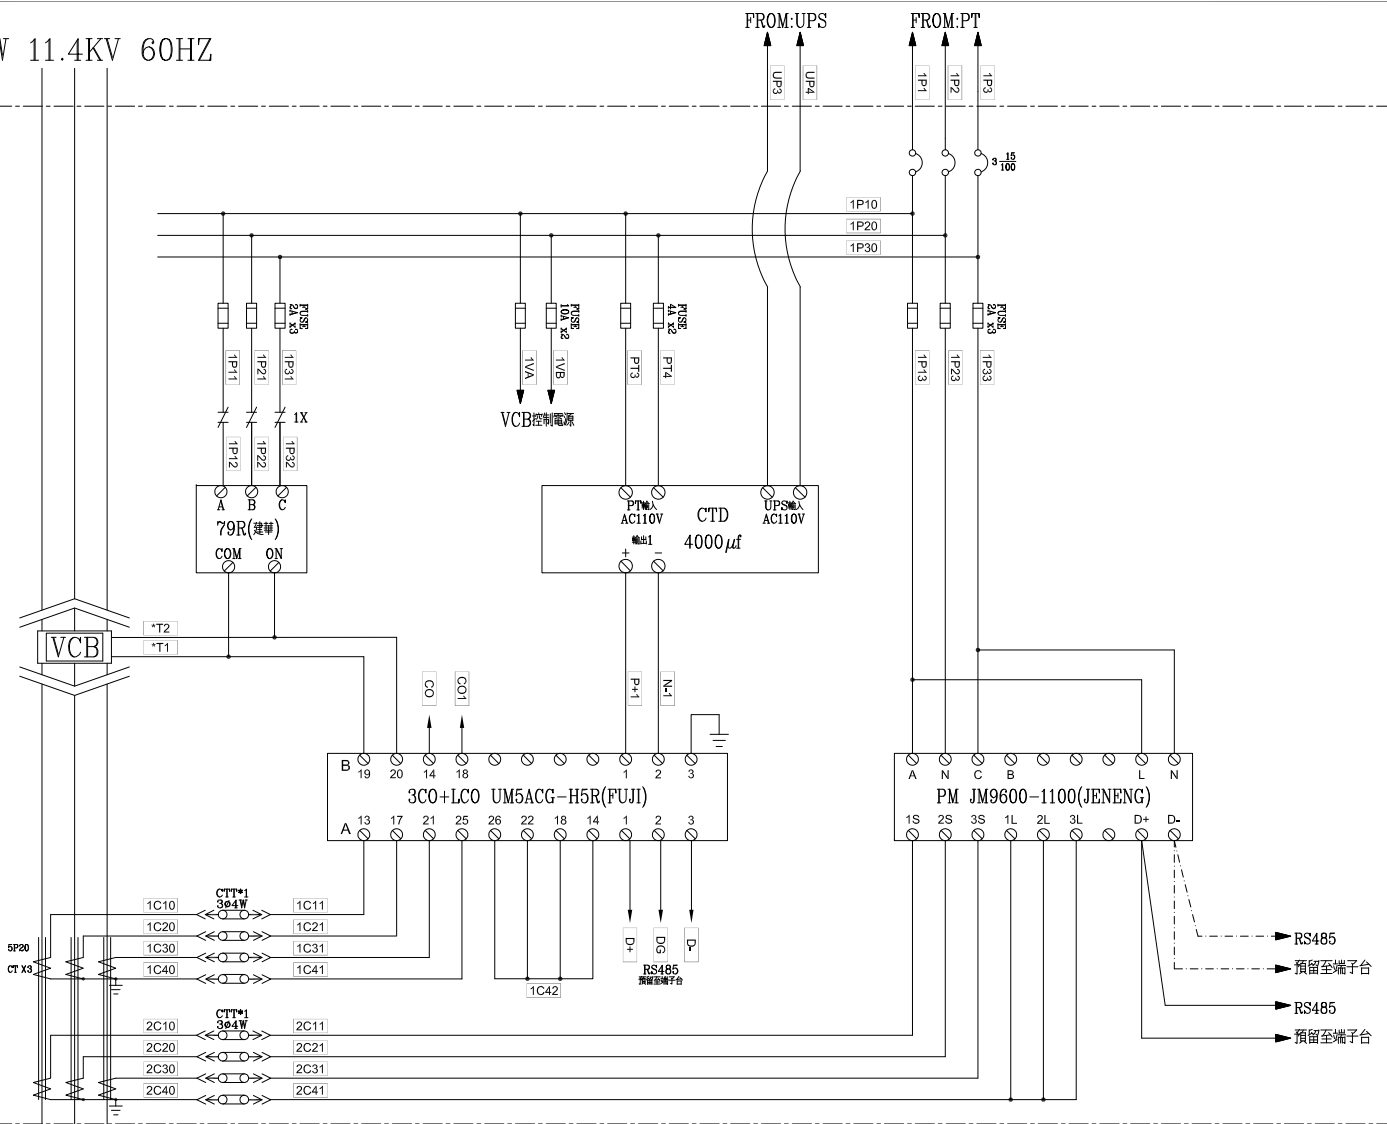 FROM:UPS
FROM:PT
11.4KV 60HZ
UP3
UP4
1P1
1P2
1P3
3 15/100
1P10
1P20
1P30
FUSE
2A x3
FUSE
10A x2
FUSE
4A x2
FUSE
2A x3
1P11
1P21
1P31
1VA
1VB
PT3
PT4
1P13
1P23
1P33
1X
VCB控制電源
1P12
1P22
1P32
A B C
79R(建華)
COM ON
PT輸入
AC110V
CTD
4000μf
UPS輸入
AC110V
輸出1
+ −
*T2
*T1
VCB
CO
CO1
P+1
N-1
B 19 20 14 18 1 2 3
3CO+LCO UM5ACG-H5R(FUJI)
A 13 17 21 25 26 22 18 14 1 2 3
A N C B L N
PM JM9600-1100(JENENG)
1S 2S 3S 1L 2L 3L D+ D-
CTT*1
3ø4W
1C10 1C11
1C20 1C21
1C30 1C31
1C40 1C41
5P20
CT X3
1C42
D+
DG
D-
RS485
預留至端子台
RS485
預留至端子台
RS485
預留至端子台
CTT*1
3ø4W
2C10 2C11
2C20 2C21
2C30 2C31
2C40 2C41